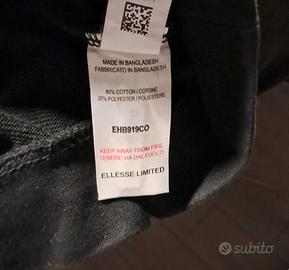 MADE IN BANGLADESH
FABBRICATO IN BANGLADESH
80% COTTON / COTONE
20% POLYESTER / POLIESTERE
EHB919CO
KEEP AWAY FROM FIRE
TENERE VIA DAL FUOCO
ELLESSE LIMITED
subito